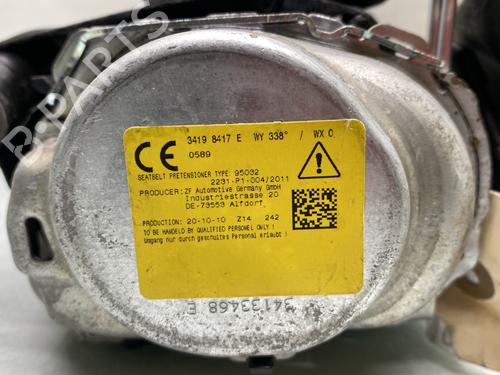 3419 8417 E WY 338° / WX 0
CE 0589
SEATBELT PRETENSIONER TYPE: 95032
2231-P1-004/2011
PRODUCER: ZF Automotive Germany GmbH
Industriestrasse 20
DE-73553 Alfdorf
PRODUCTION: 20-10-10 Z14 242
TO BE HANDELD BY QUALIFIED PERSONEL ONLY !
Umgang nur durch geschultes Personal erlaubt !
34133468 E
B-PARTS